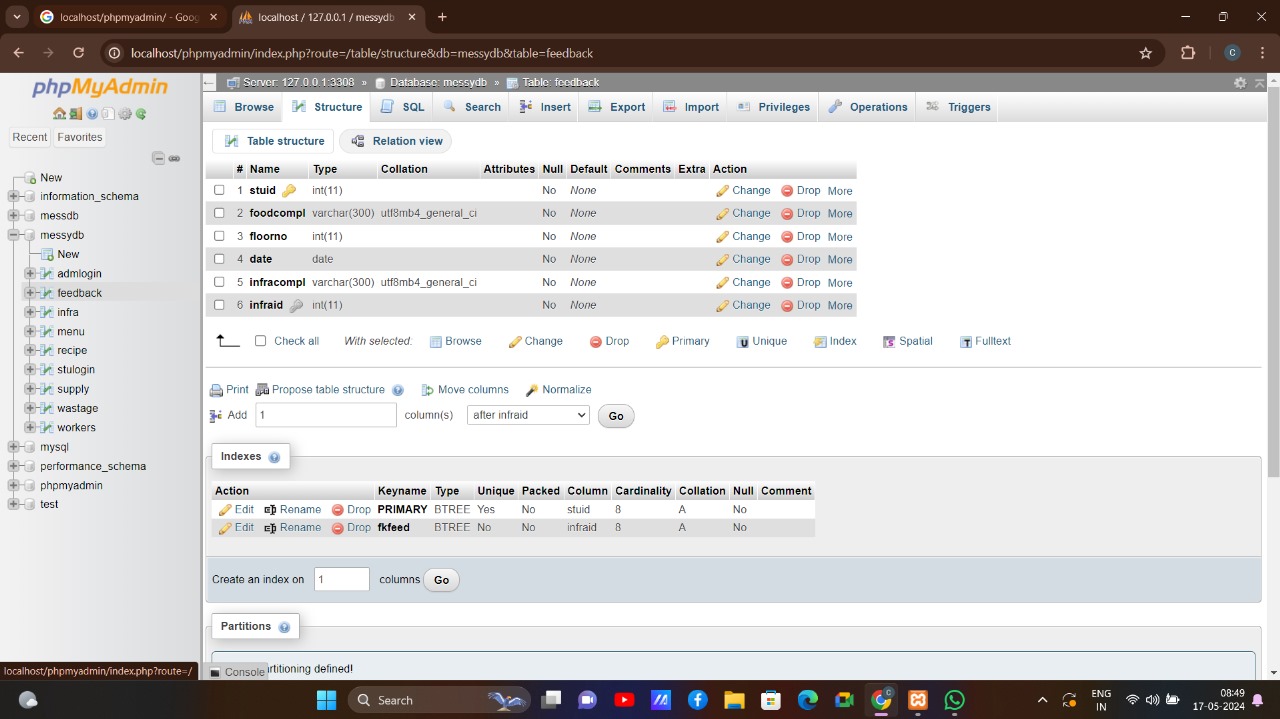 localhost/phpmyadmin/ - Goog
localhost / 127.0.0.1 / messydb
localhost/phpmyadmin/index.php?route=/table/structure&db=messydb&table=feedback
C
phpMyAdmin
Recent Favorites
New
information_schema
messdb
messydb
New
admlogin
feedback
infra
menu
recipe
stulogin
supply
wastage
workers
mysql
performance_schema
phpmyadmin
test
localhost/phpmyadmin/index.php?route=/
Server: 127.0.0.1:3308 » Database: messydb » Table: feedback
Browse Structure SQL Search Insert Export Import Privileges Operations Triggers
Table structure Relation view
# Name Type Collation Attributes Null Default Comments Extra Action
1 stuid int(11) No None Change Drop More
2 foodcompl varchar(300) utf8mb4_general_ci No None Change Drop More
3 floorno int(11) No None Change Drop More
4 date date No None Change Drop More
5 infracompl varchar(300) utf8mb4_general_ci No None Change Drop More
6 infraid int(11) No None Change Drop More
Check all With selected: Browse Change Drop Primary Unique Index Spatial Fulltext
Print Propose table structure Move columns Normalize
Add 1 column(s) after infraid Go
Indexes
Action Keyname Type Unique Packed Column Cardinality Collation Null Comment
Edit Rename Drop PRIMARY BTREE Yes No stuid 8 A No
Edit Rename Drop fkfeed BTREE No No infraid 8 A No
Create an index on 1 columns Go
Partitions
artitioning defined!
Console
Search
ENG
IN
08:49
17-05-2024